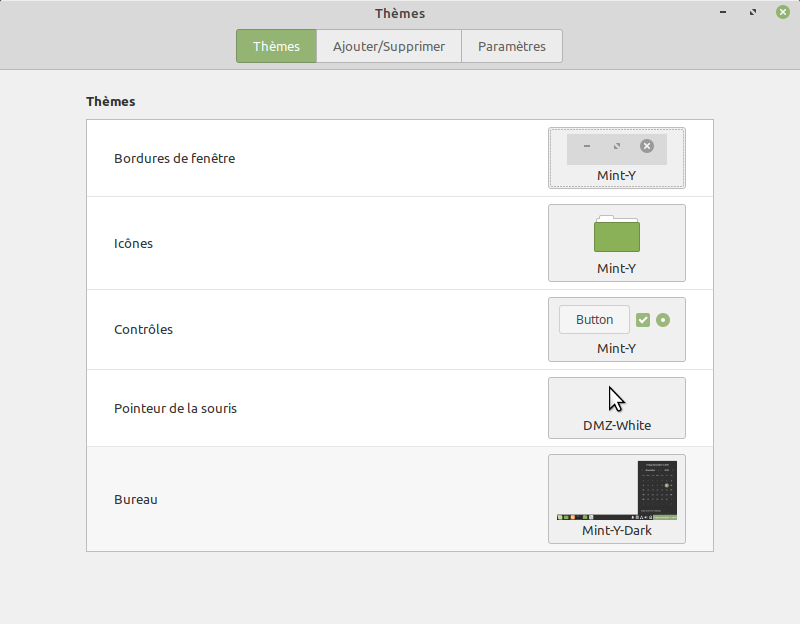 Thèmes
Thèmes Ajouter/Supprimer Paramètres
Thèmes
Bordures de fenêtre
Mint-Y
Icônes
Mint-Y
Contrôles
Button
Mint-Y
Pointeur de la souris
DMZ-White
Bureau
Mint-Y-Dark